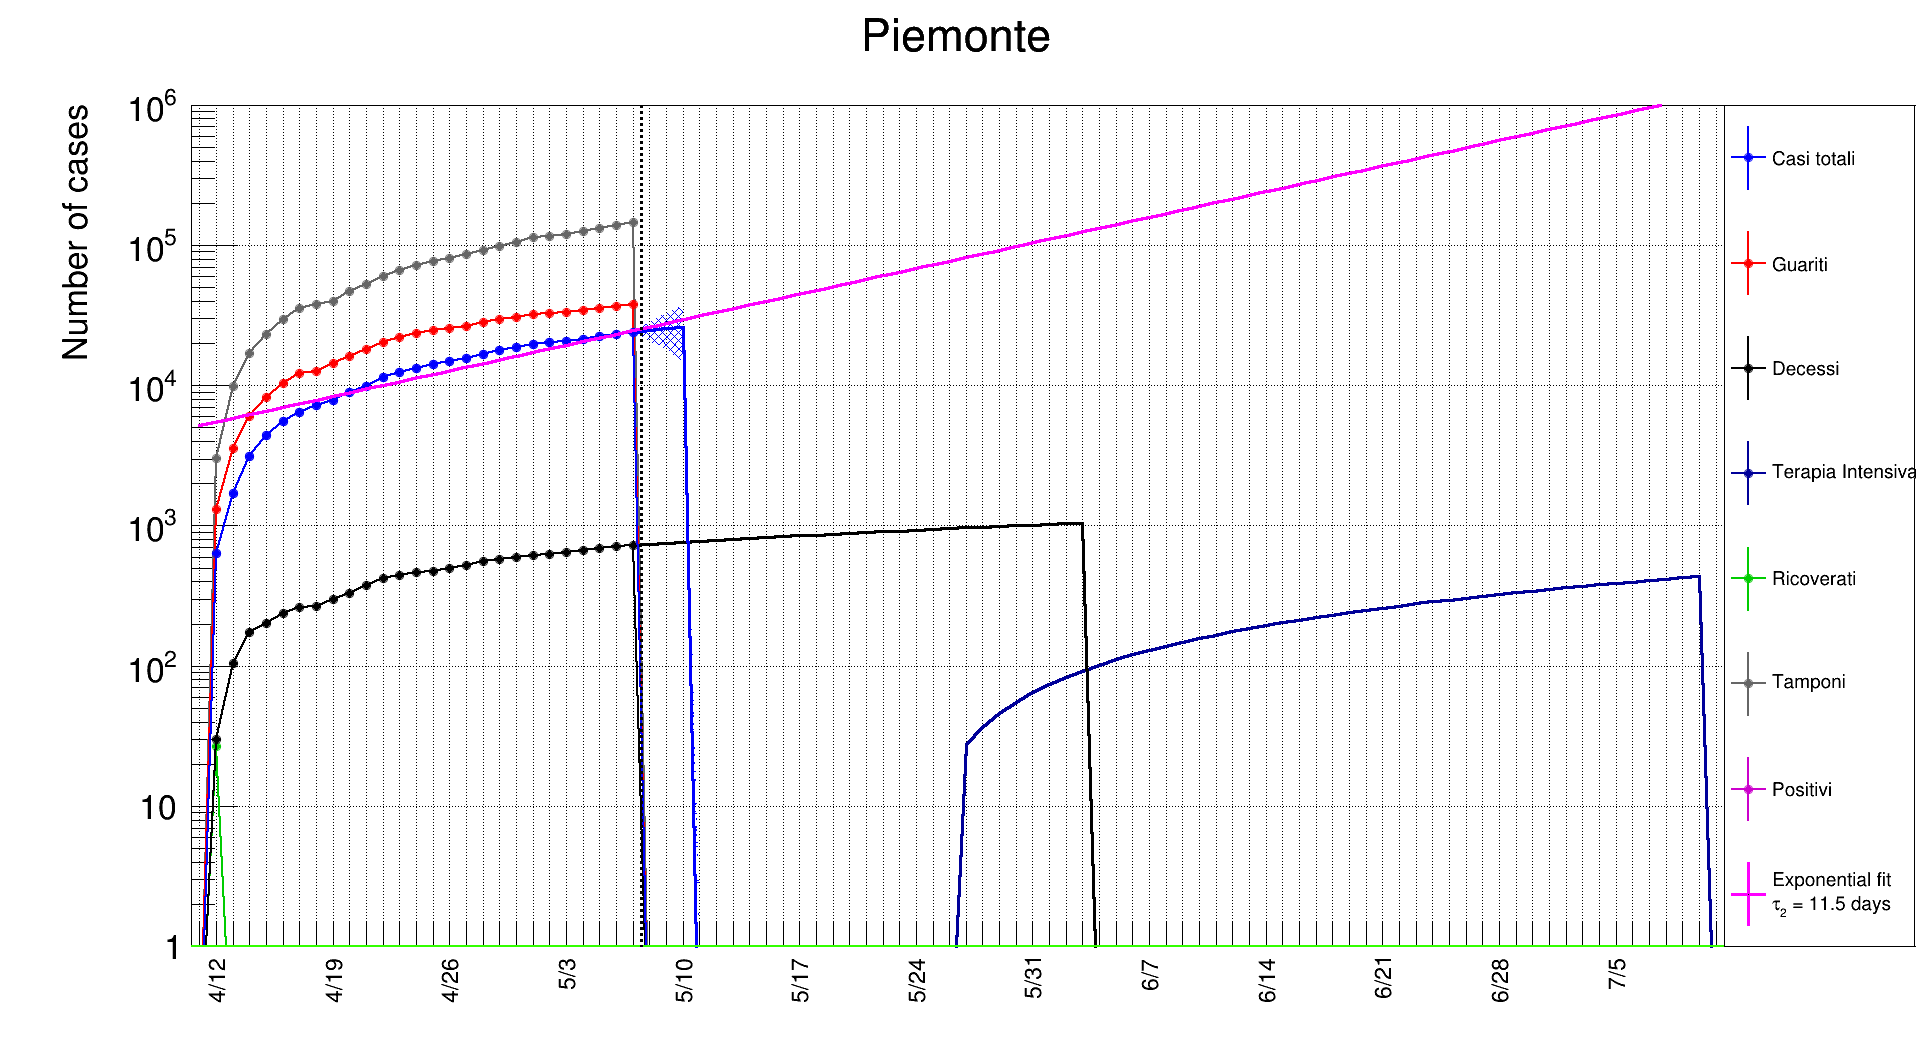 Piemonte
Number of cases
10^6
10^5
10^4
10^3
10^2
10
1
4/12
4/19
4/26
5/3
5/10
5/17
5/24
5/31
6/7
6/14
6/21
6/28
7/5
Casi totali
Guariti
Decessi
Terapia Intensiva
Ricoverati
Tamponi
Positivi
Exponential fit
τ_2 = 11.5 days